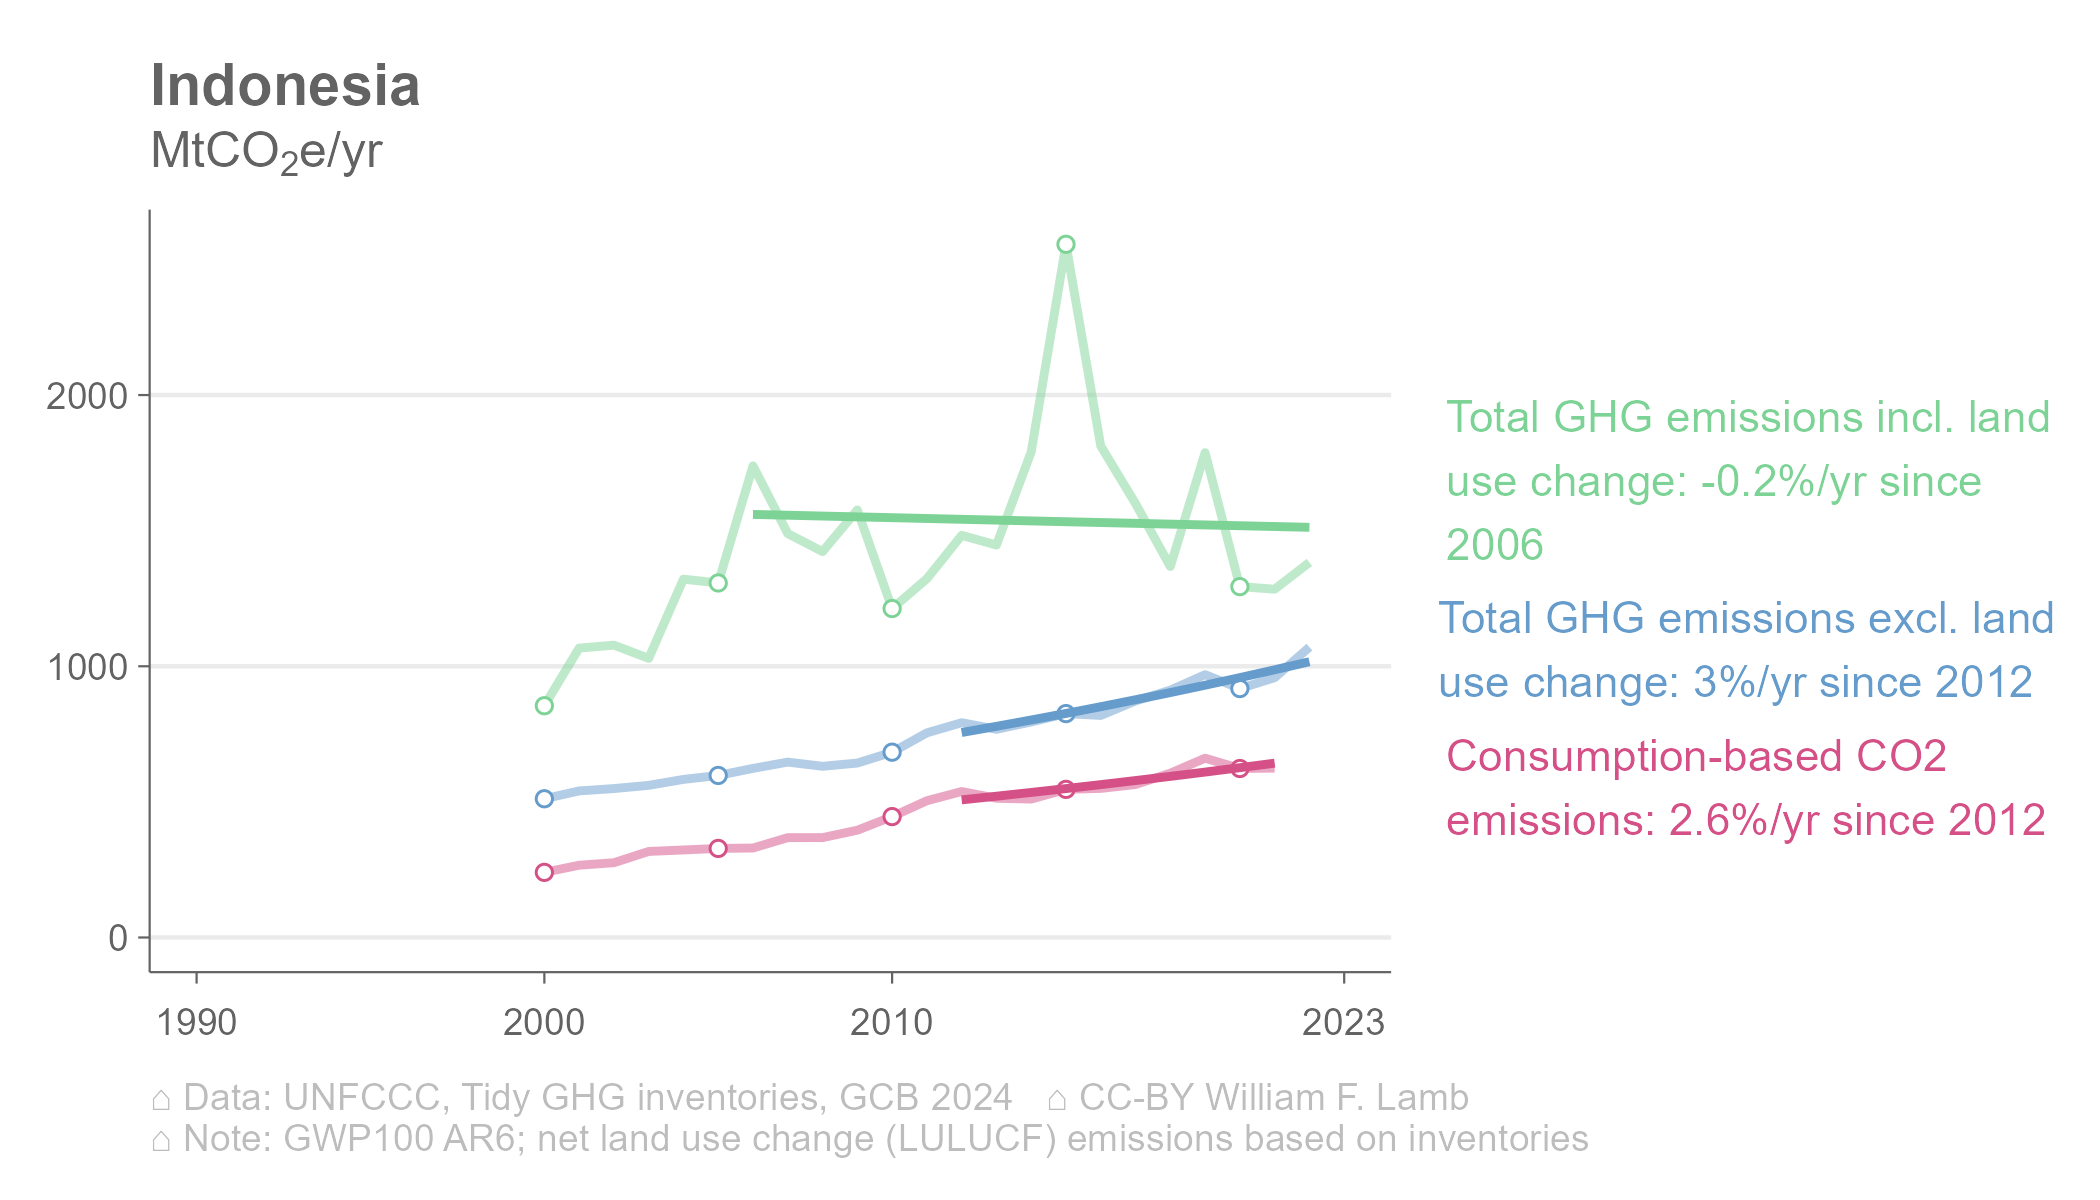 Indonesia
MtCO₂e/yr
2000
1000
0
1990 2000 2010 2023
Total GHG emissions incl. land
use change: -0.2%/yr since
2006
Total GHG emissions excl. land
use change: 3%/yr since 2012
Consumption-based CO2
emissions: 2.6%/yr since 2012
⌂ Data: UNFCCC, Tidy GHG inventories, GCB 2024 ⌂ CC-BY William F. Lamb
⌂ Note: GWP100 AR6; net land use change (LULUCF) emissions based on inventories